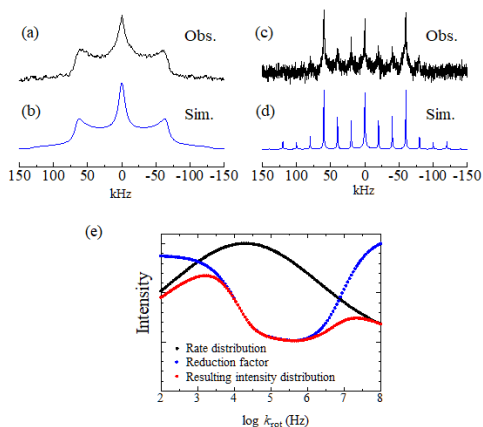 (a)
Obs.
(b)
Sim.
150 100 50 0 -50 -100 -150
kHz
(c)
Obs.
(d)
Sim.
150 100 50 0 -50 -100 -150
kHz
(e)
Intensity
Rate distribution
Reduction factor
Resulting intensity distribution
2 3 4 5 6 7 8
log k_rot (Hz)